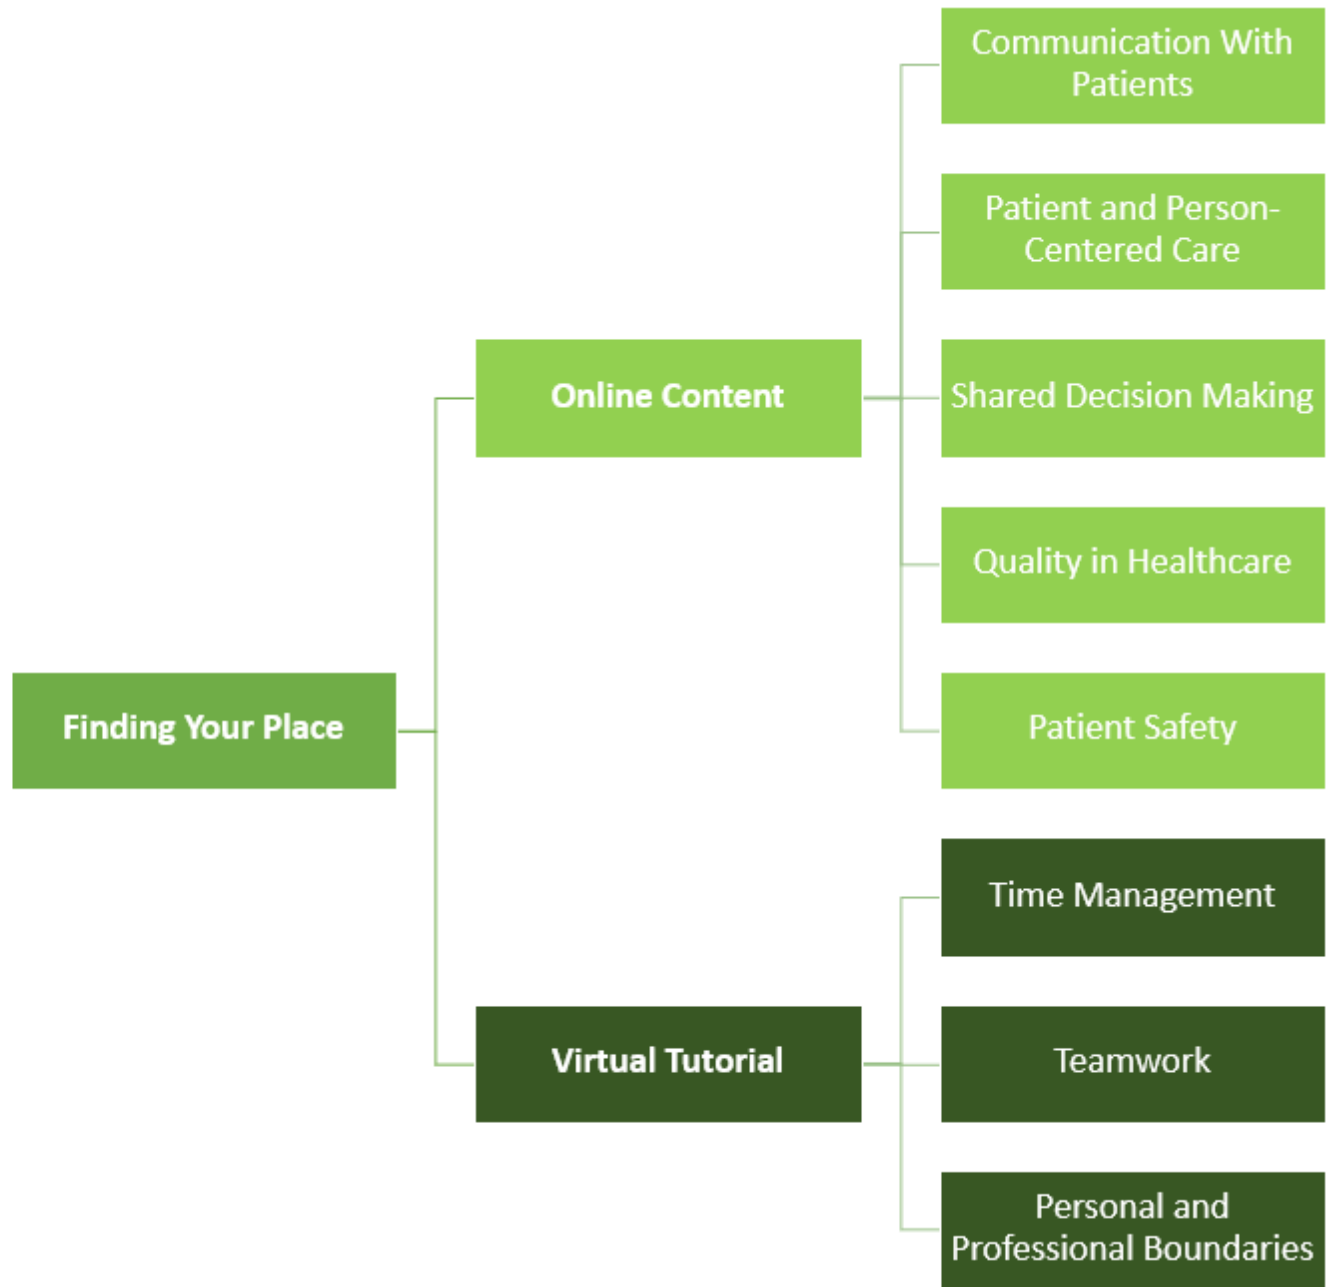 Communication With
Patients
Patient and Person-
Centered Care
Online Content
Shared Decision Making
Quality in Healthcare
Finding Your Place
Patient Safety
Time Management
Virtual Tutorial
Teamwork
Personal and
Professional Boundaries